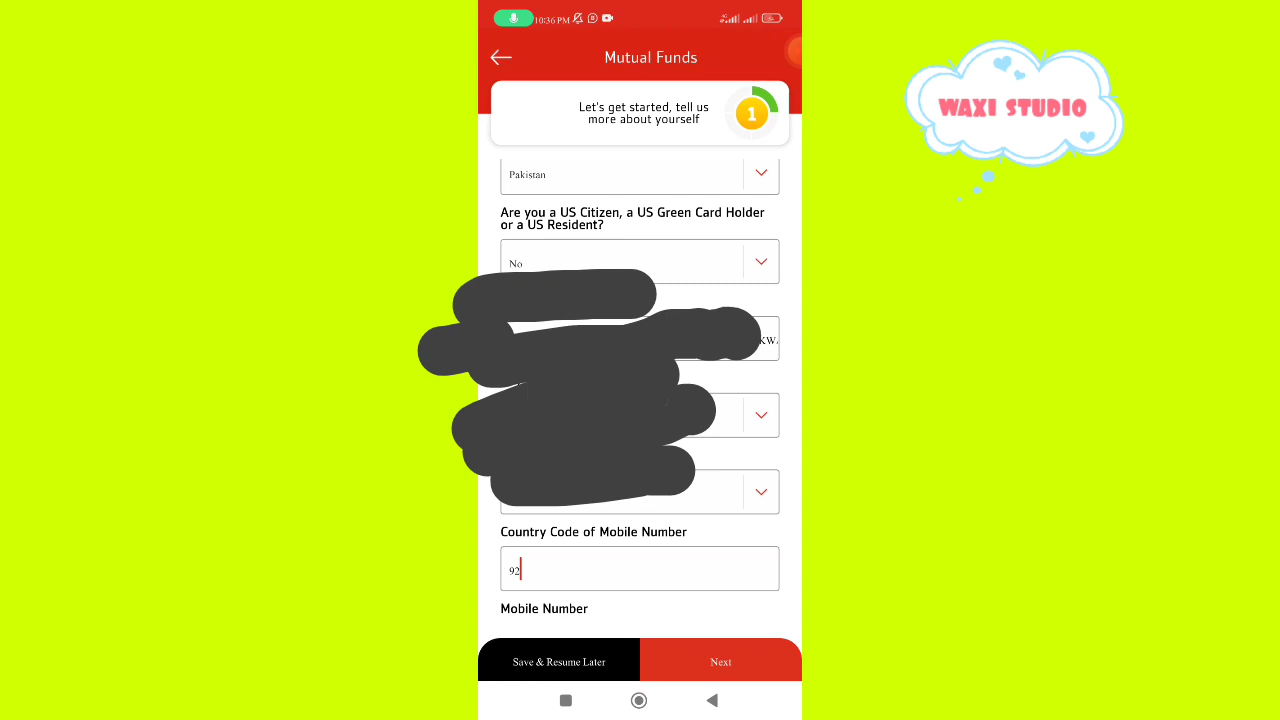 10:36 PM
Mutual Funds
Let's get started, tell us
more about yourself
1
WAXI STUDIO
Pakistan
Are you a US Citizen, a US Green Card Holder
or a US Resident?
No
KW
Country Code of Mobile Number
92
Mobile Number
Save & Resume Later
Next